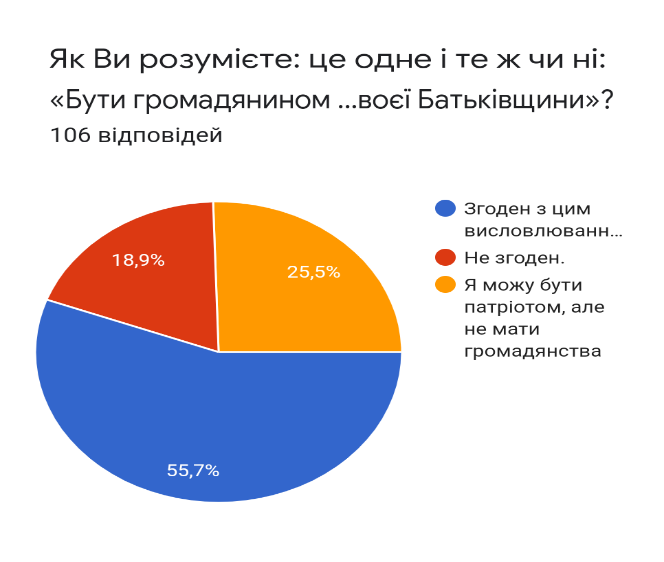 Як Ви розумієте: це одне і те ж чи ні:
«Бути громадянином ...воєї Батьківщини»?
106 відповідей
18,9%
25,5%
55,7%
Згоден з цим
висловлюванн...
Не згоден.
Я можу бути
патріотом, але
не мати
громадянства